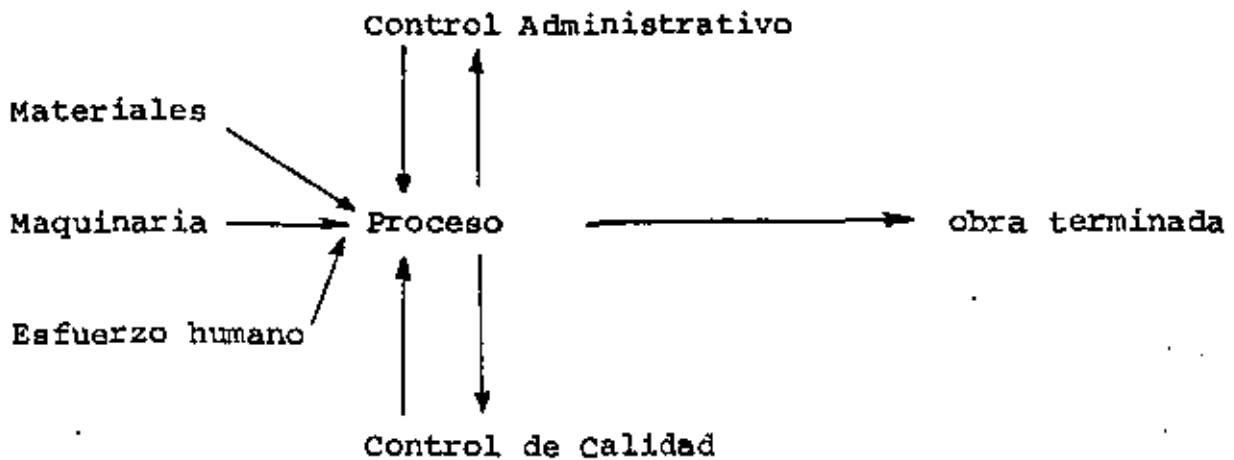 Control Administrativo
Materiales
Maquinaria
Proceso
obra terminada
Esfuerzo humano
Control de Calidad